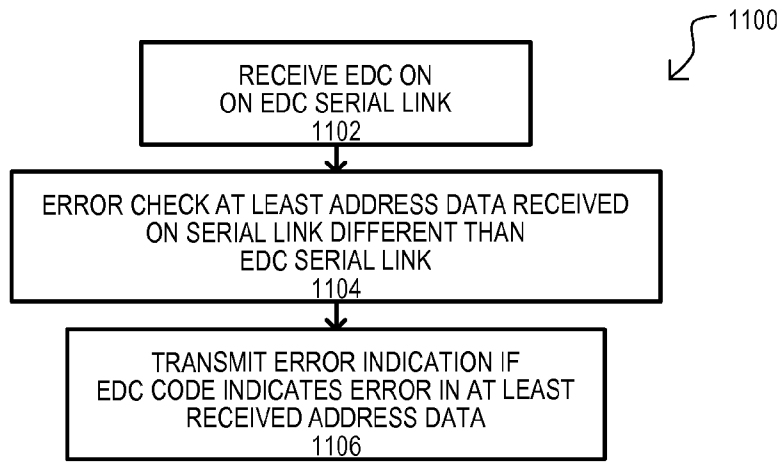 1100
RECEIVE EDC ON
ON EDC SERIAL LINK
1102
ERROR CHECK AT LEAST ADDRESS DATA RECEIVED
ON SERIAL LINK DIFFERENT THAN
EDC SERIAL LINK
1104
TRANSMIT ERROR INDICATION IF
EDC CODE INDICATES ERROR IN AT LEAST
RECEIVED ADDRESS DATA
1106